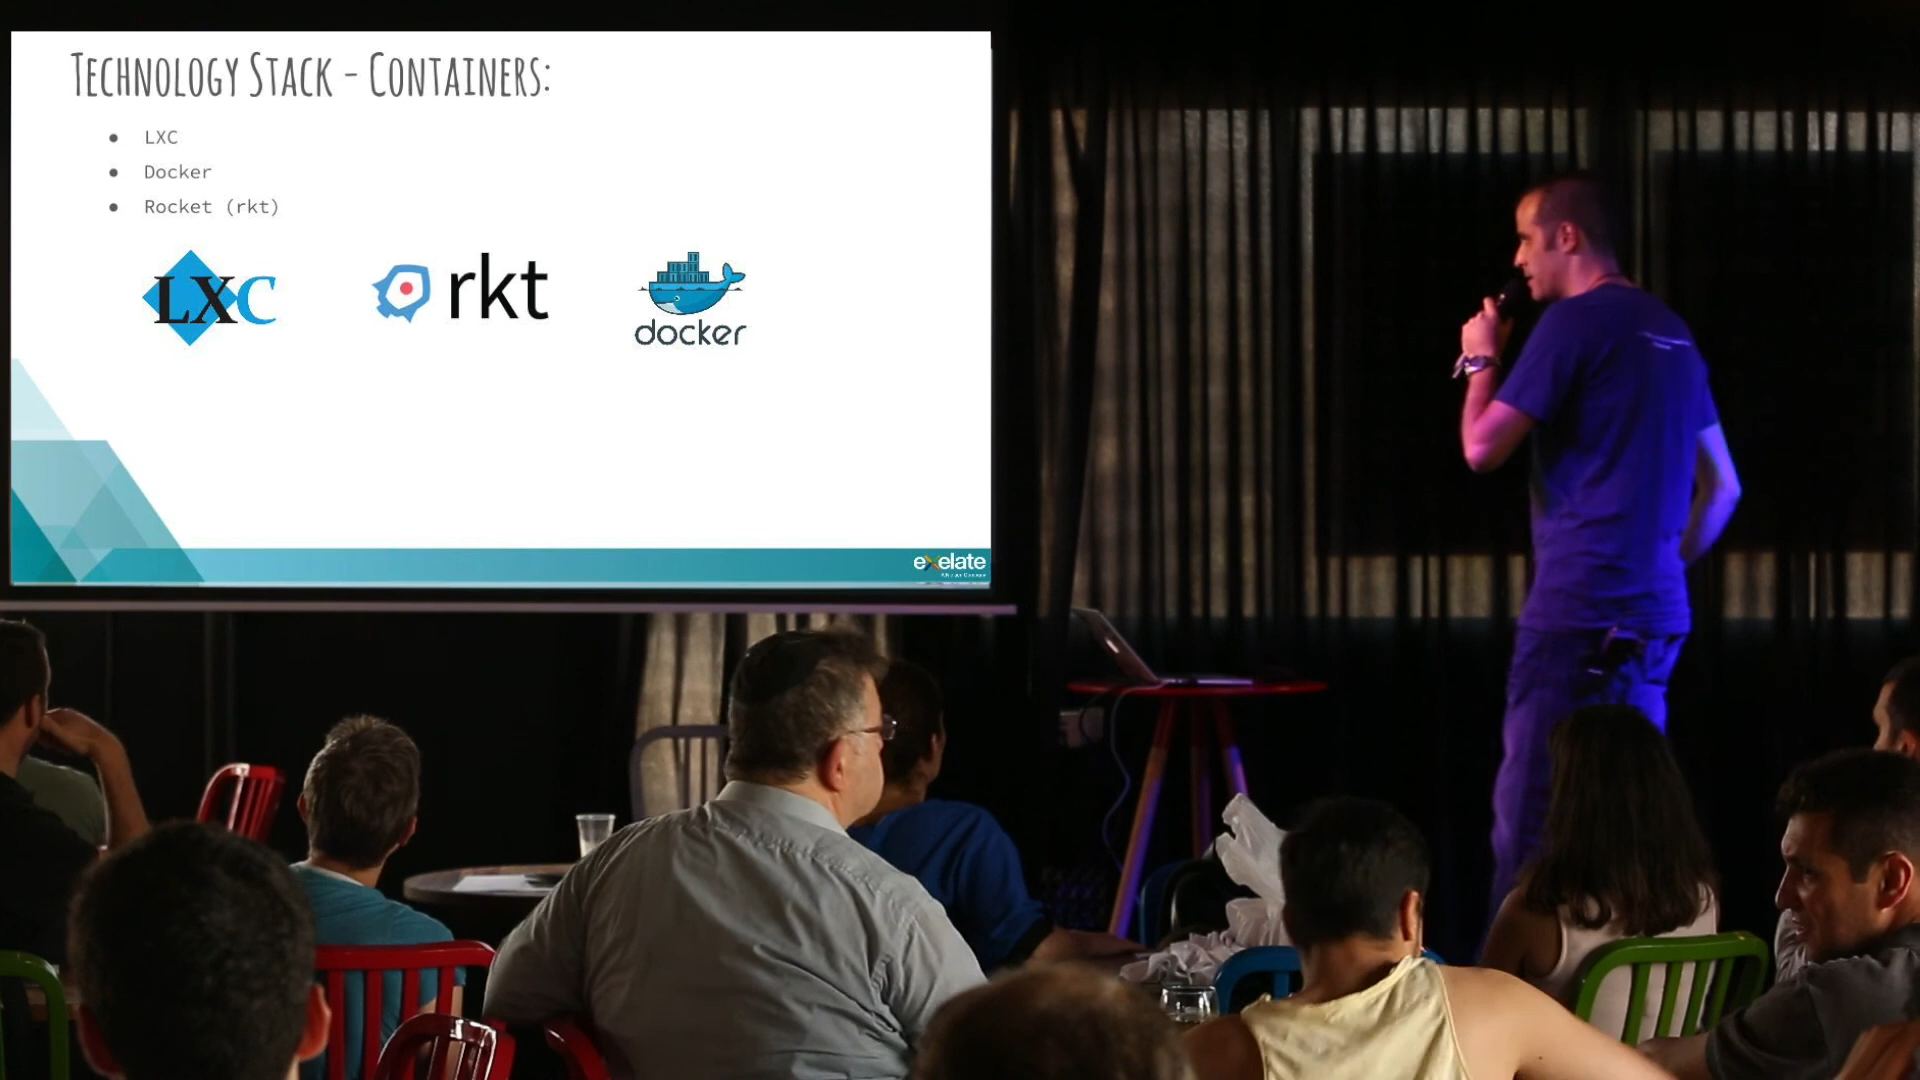 Technology Stack - Containers:
● LXC
● Docker
● Rocket (rkt)
LXC
rkt
docker
exelate